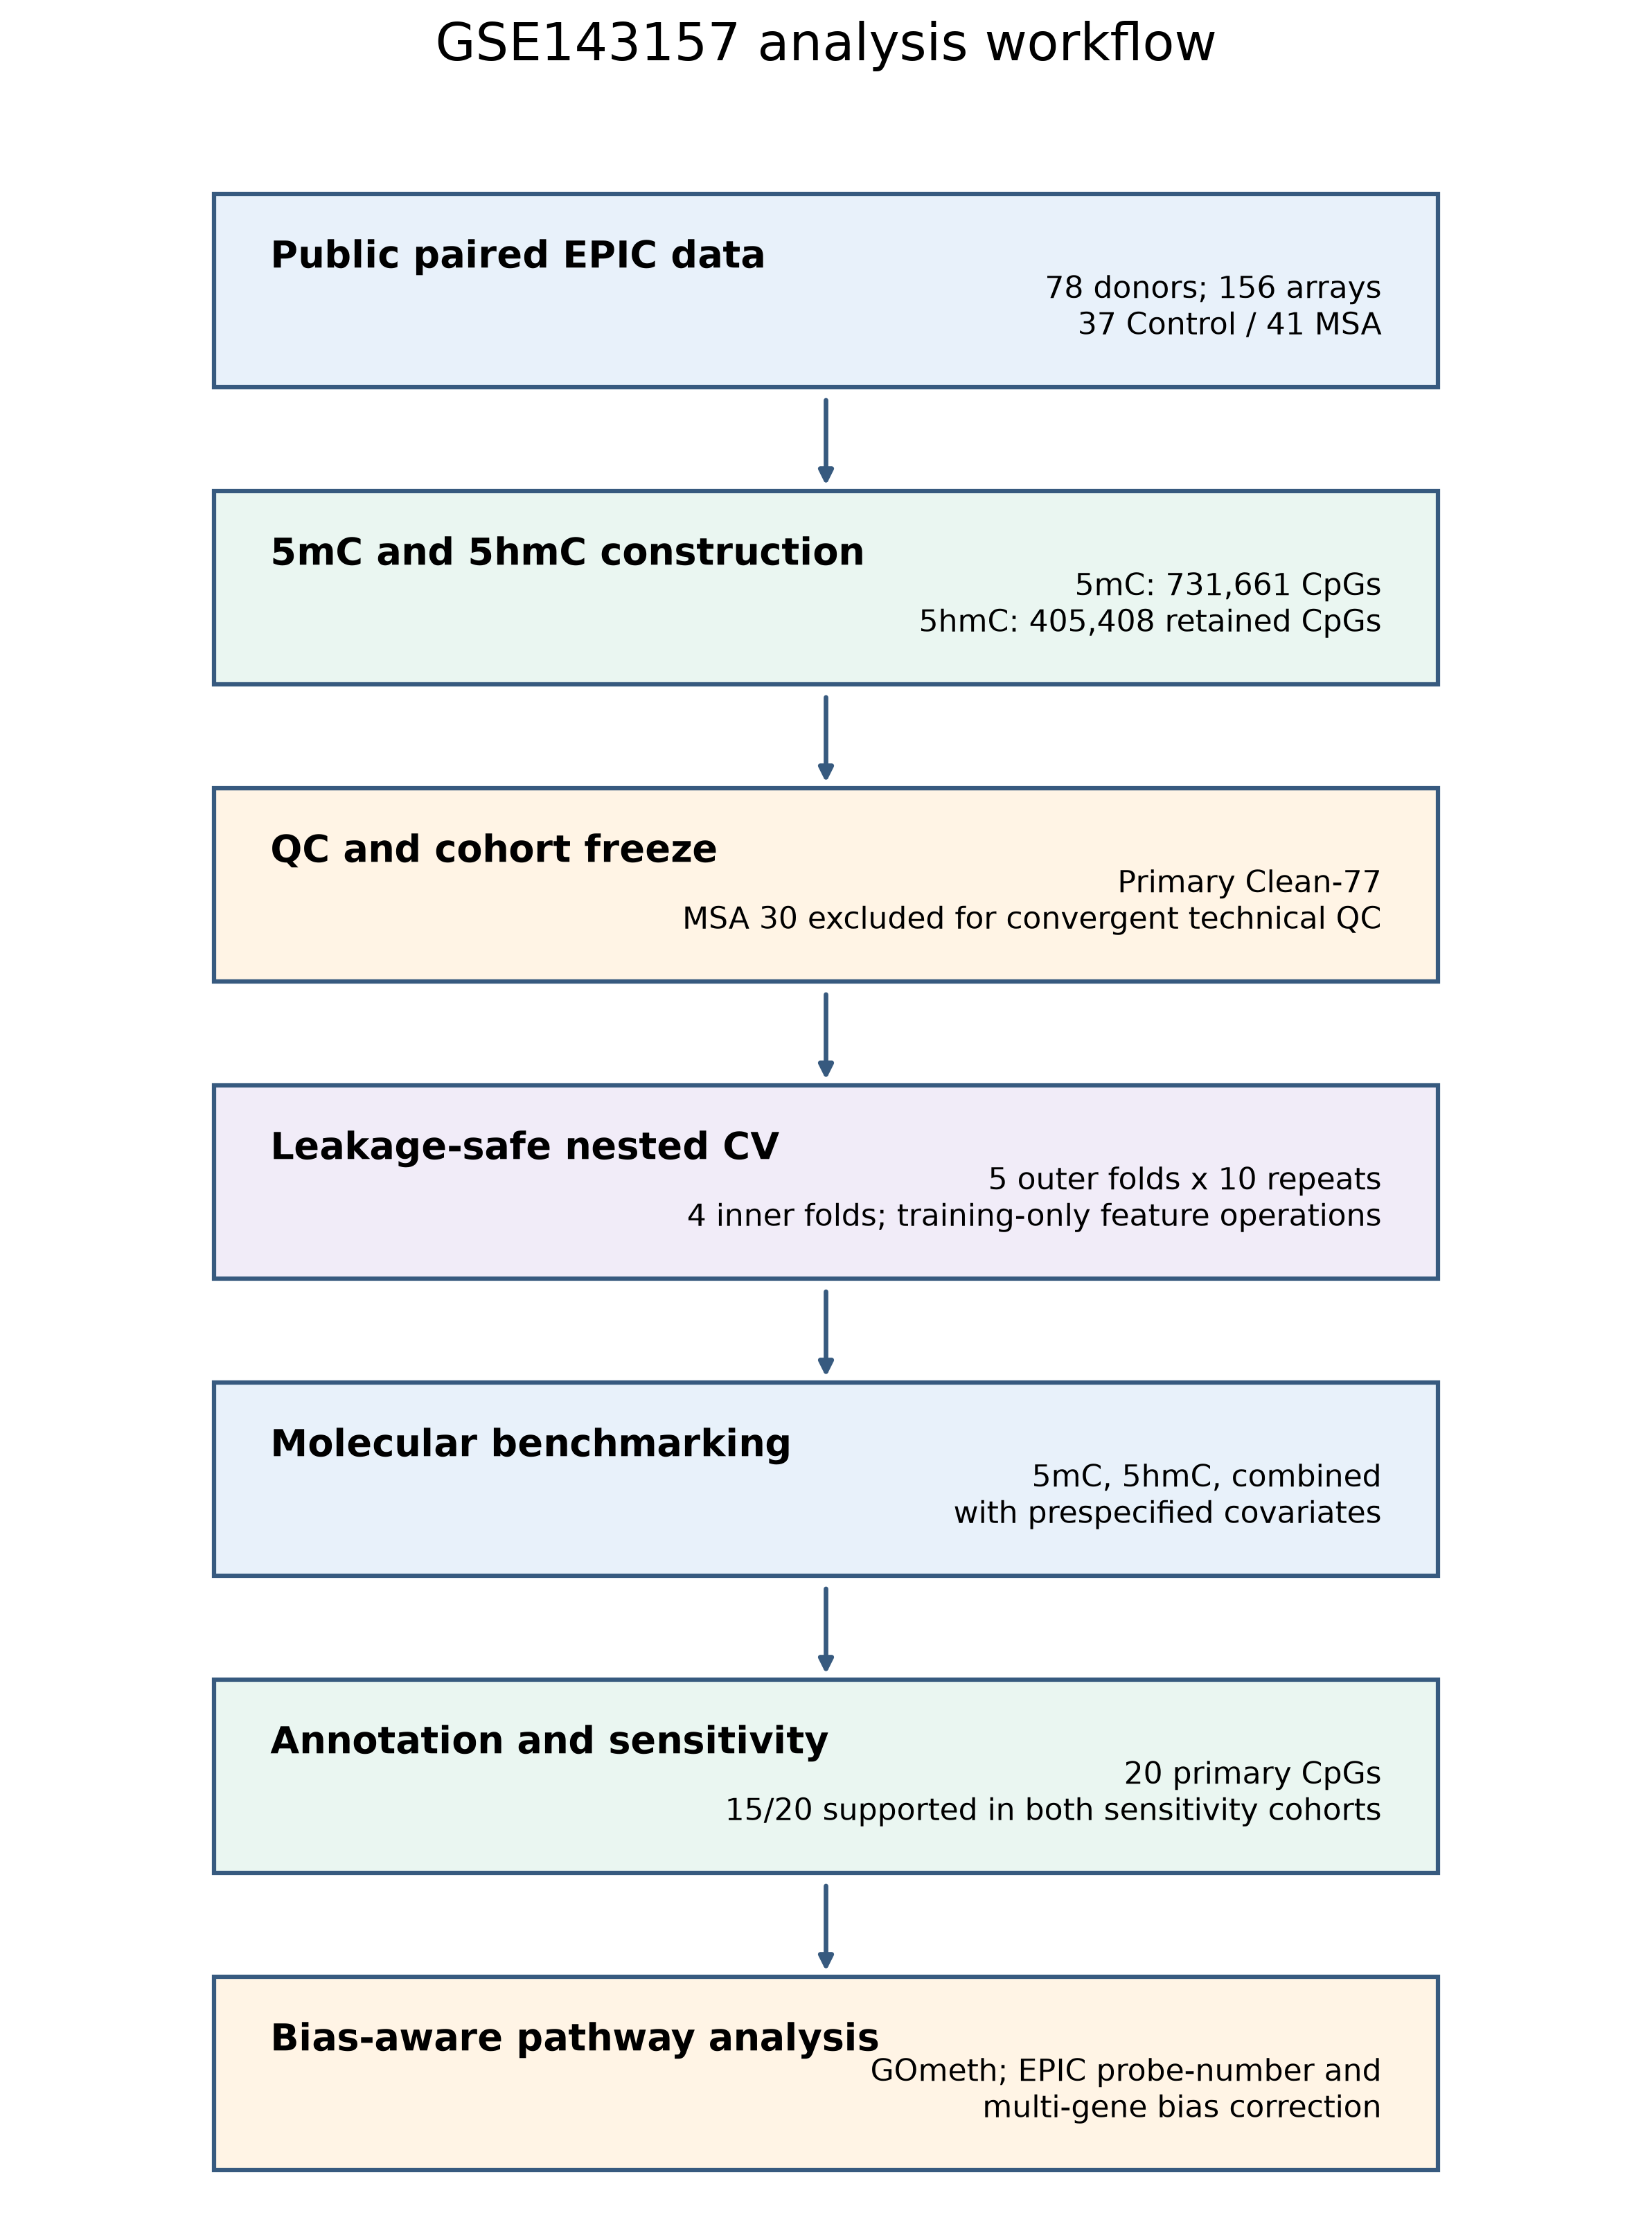 GSE143157 analysis workflow
Public paired EPIC data
78 donors; 156 arrays
37 Control / 41 MSA
5mC and 5hmC construction
5mC: 731,661 CpGs
5hmC: 405,408 retained CpGs
QC and cohort freeze
Primary Clean-77
MSA 30 excluded for convergent technical QC
Leakage-safe nested CV
5 outer folds x 10 repeats
4 inner folds; training-only feature operations
Molecular benchmarking
5mC, 5hmC, combined
with prespecified covariates
Annotation and sensitivity
20 primary CpGs
15/20 supported in both sensitivity cohorts
Bias-aware pathway analysis
GOmeth; EPIC probe-number and
multi-gene bias correction